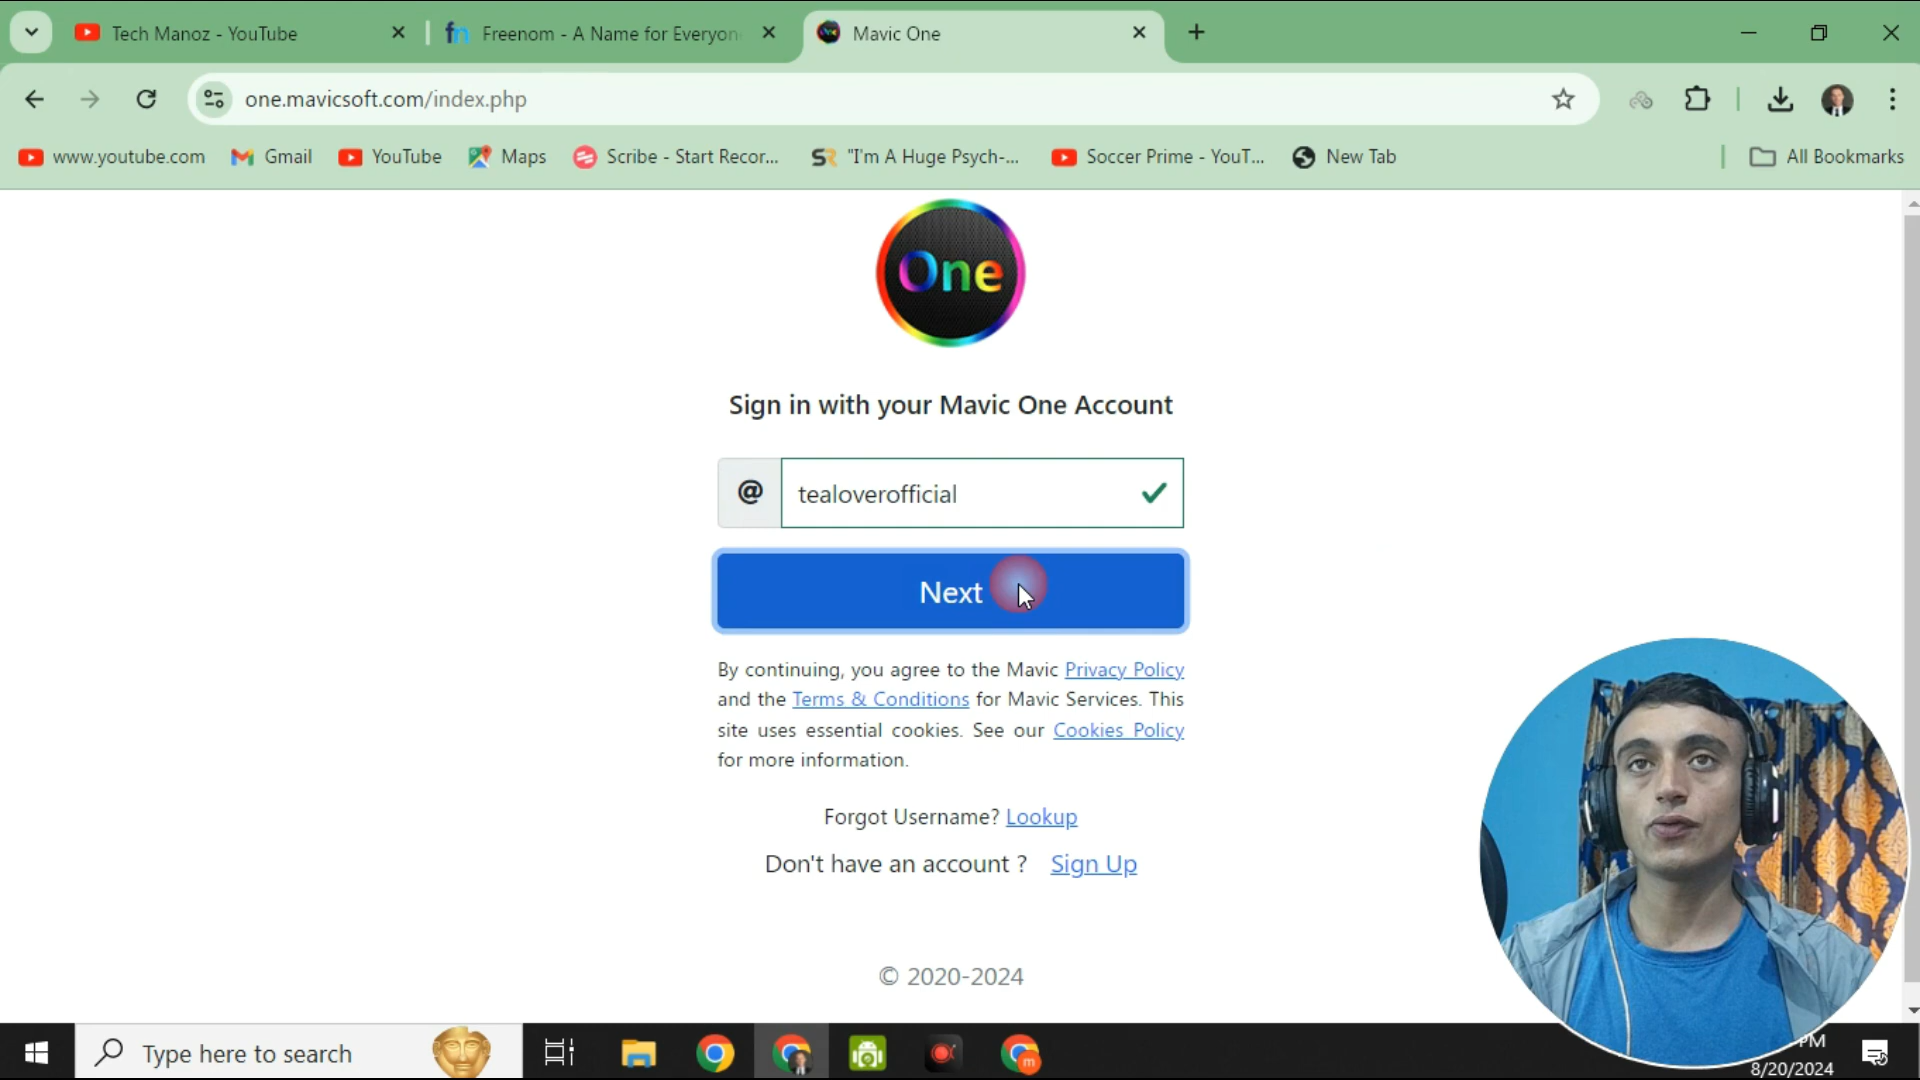 Tech Manoz - YouTube
fn Freenom - A Name for Everyon
Mavic One
one.mavicsoft.com/index.php
www.youtube.com
Gmail
YouTube
Maps
Scribe - Start Recor...
SR "I'm A Huge Psych-...
Soccer Prime - YouT...
New Tab
All Bookmarks
One
Sign in with your Mavic One Account
@ tealoverofficial
Next
By continuing, you agree to the Mavic Privacy Policy
and the Terms & Conditions for Mavic Services. This
site uses essential cookies. See our Cookies Policy
for more information.
Forgot Username? Lookup
Don't have an account ? Sign Up
© 2020-2024
Type here to search
m
PM
8/20/2024